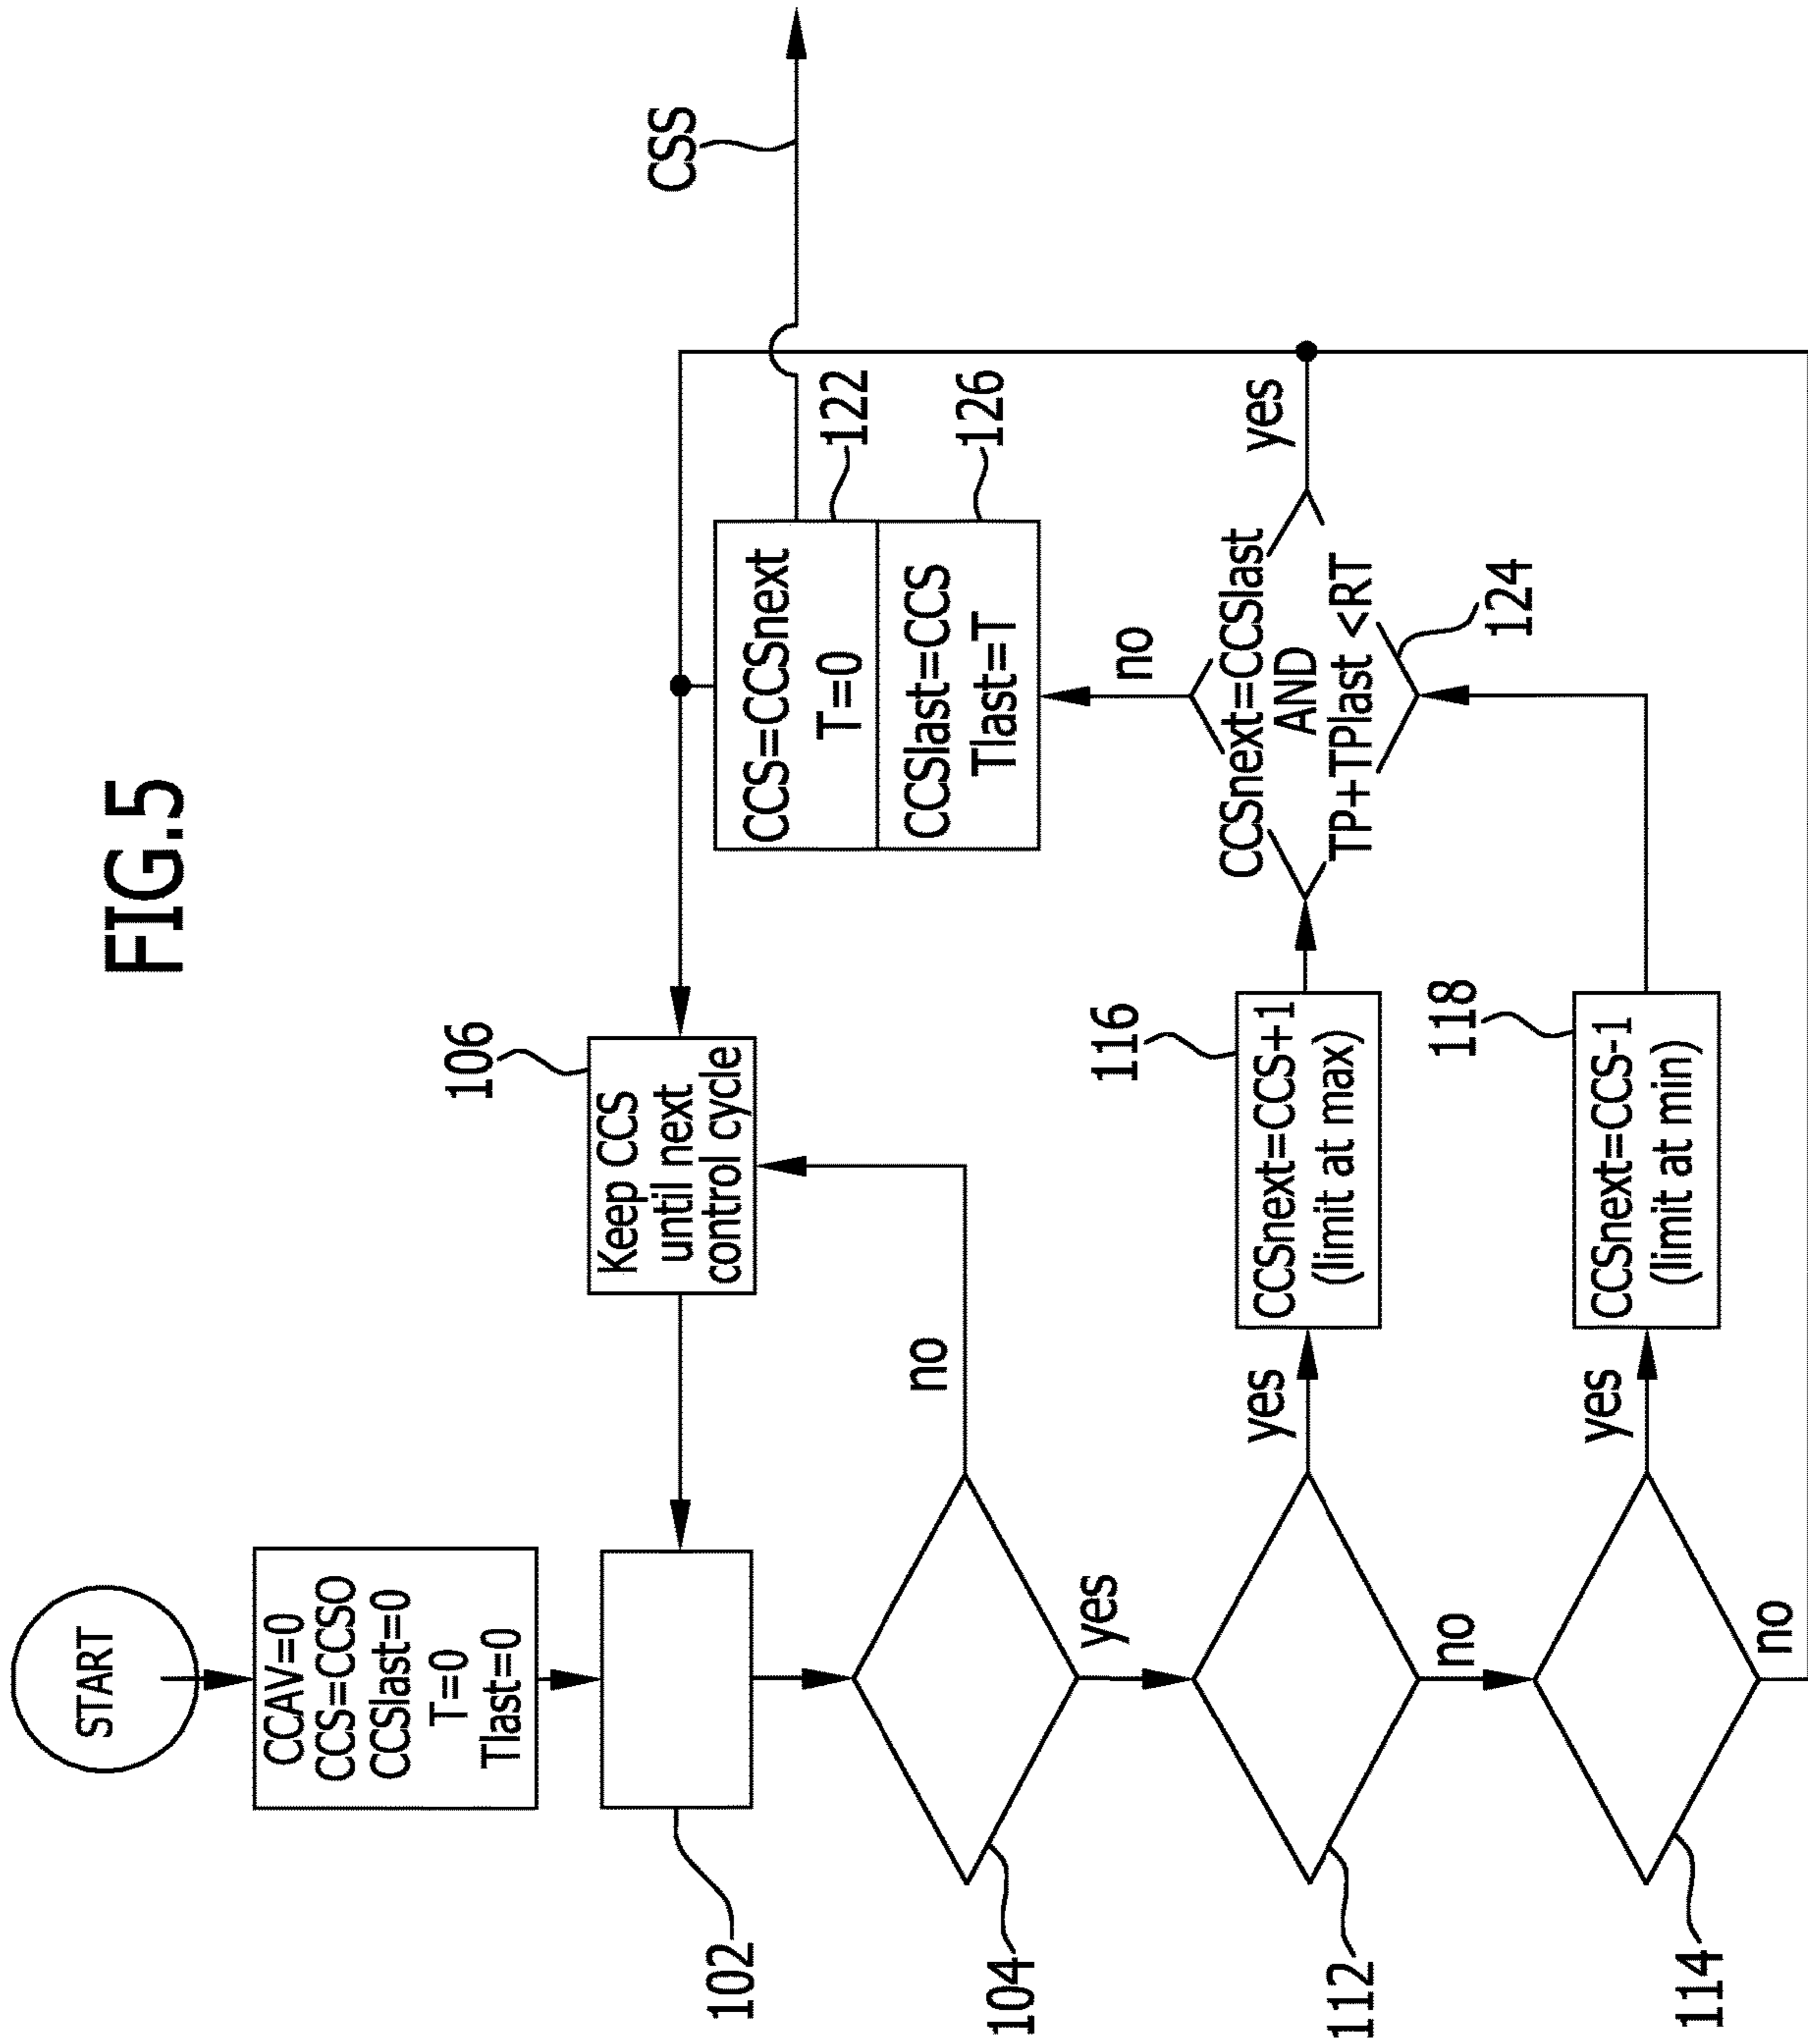 FIG.5
START
CCAV=0
CCS=CCSO
CCSlast=0
T=0
Tlast=0
102
104
no
yes
106
Keep CCS
until next
control cycle
112
yes
no
116
CCSnext=CCS+1
(limit at max)
114
yes
no
118
CCSnext=CCS-1
(limit at min)
CCSnext=CCSlast
AND
TP+TPlast <RT
124
yes
no
CCS=CCSnext
T=0
122
CCSlast=CCS
Tlast=T
126
CSS